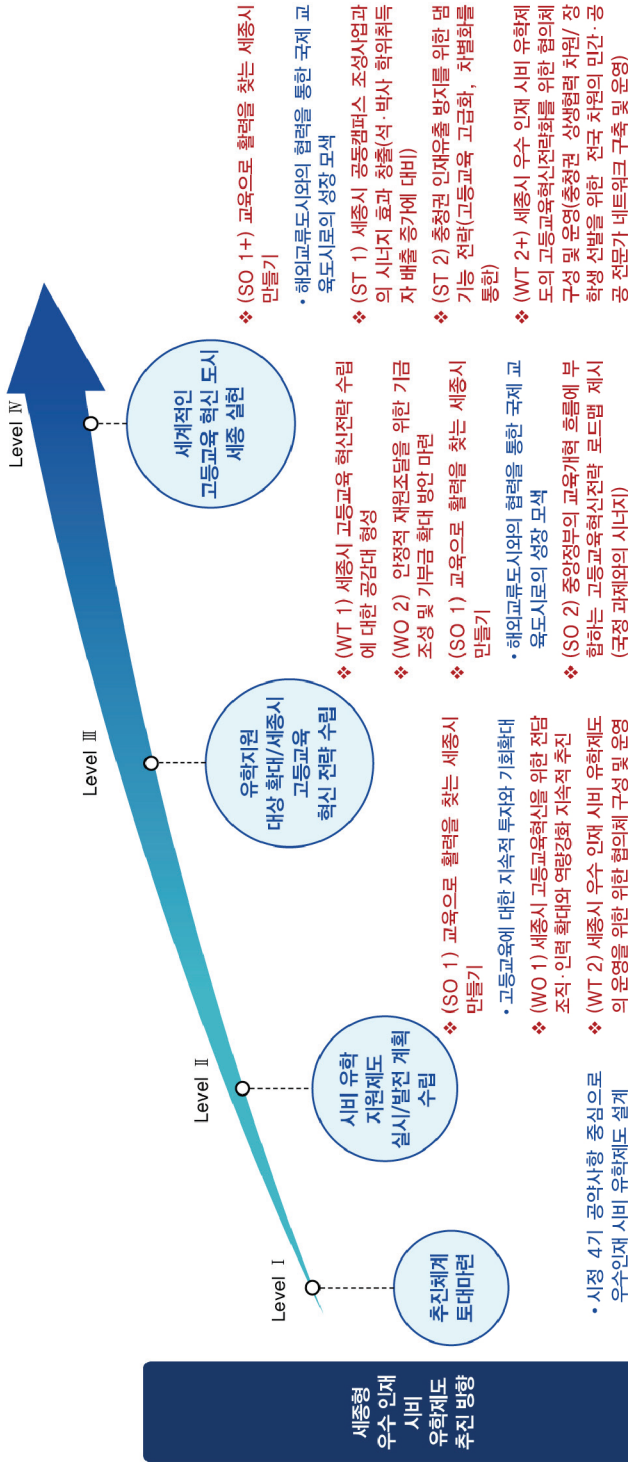 세종형
우수 인재
시비
유학제도
추진 방향
Level Ⅰ
추진체계
토대마련
• 시정 4기 공약사항 중심으로
우수인재 시비 유학제도 설계
Level Ⅱ
시비 유학
지원제도
실시/발전 계획
수립
❖ (SO 1) 교육으로 활력을 찾는 세종시
만들기
• 고등교육에 대한 지속적 투자와 기회확대
❖ (WO 1) 세종시 고등교육혁신을 위한 전담
조직·인력 확대와 역량강화 지속적 추진
❖ (WT 2) 세종시 우수 인재 시비 유학제도
의 운영을 위한 위한 협의체 구성 및 운영
Level Ⅲ
유학지원
대상 확대/세종시
고등교육
혁신 전략 수립
❖ (WT 1) 세종시 고등교육 혁신전략 수립
에 대한 공감대 형성
❖ (WO 2) 안정적 재원조달을 위한 기금
조성 및 기부금 확대 방안 마련
❖ (SO 1) 교육으로 활력을 찾는 세종시
만들기
• 해외교류도시와의 협력을 통한 국제 교
육도시로의 성장 모색
❖ (SO 2) 중앙정부의 교육개혁 흐름에 부
합하는 고등교육혁신전략 로드맵 제시
(국정 과제와의 시너지)
Level Ⅳ
세계적인
고등교육 혁신 도시
세종 실현
❖ (SO 1+) 교육으로 활력을 찾는 세종시
만들기
• 해외교류도시와의 협력을 통한 국제 교
육도시로의 성장 모색
❖ (ST 1) 세종시 공동캠퍼스 조성사업과
의 시너지 효과 창출(석·박사 학위취득
자 배출 증가에 대비)
❖ (ST 2) 충청권 인재유출 방지를 위한 댐
기능 전략(고등교육 고급화, 차별화를
통한)
❖ (WT 2+) 세종시 우수 인재 시비 유학제
도의 고등교육혁신전략화를 위한 협의체
구성 및 운영(충청권 상생협력 차원/ 장
학생 선발을 위한 전국 차원의 민간·공
공 전문가 네트워크 구축 및 운영)